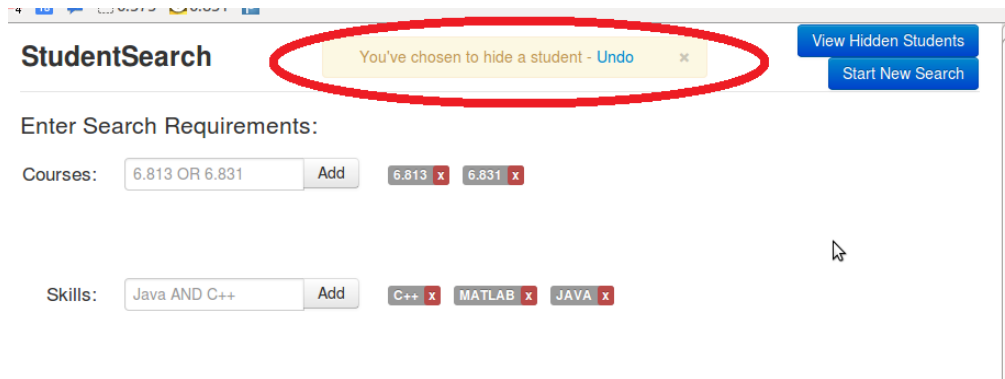 StudentSearch
You've chosen to hide a student - Undo ×
View Hidden Students
Start New Search
Enter Search Requirements:
Courses: 6.813 OR 6.831 Add 6.813 x 6.831 x
Skills: Java AND C++ Add C++ x MATLAB x JAVA x